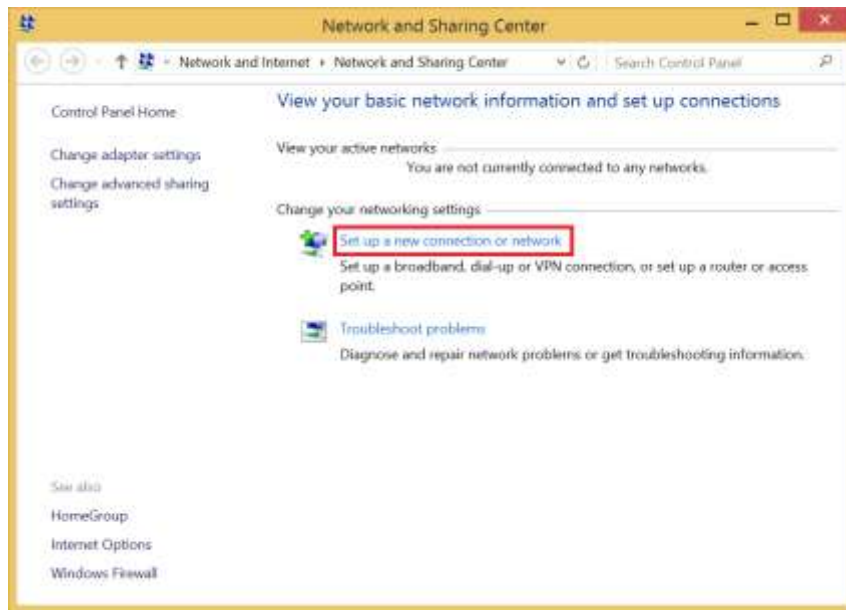 Network and Sharing Center
Network and Internet
Network and Sharing Center
Search Control Panel
Control Panel Home
Change adapter settings
Change advanced sharing
settings
See also
HomeGroup
Internet Options
Windows Firewall
View your basic network information and set up connections
View your active networks
You are not currently connected to any networks.
Change your networking settings
Set up a new connection or network
Set up a broadband, dial-up or VPN connection, or set up a router or access
point.
Troubleshoot problems
Diagnose and repair network problems or get troubleshooting information.